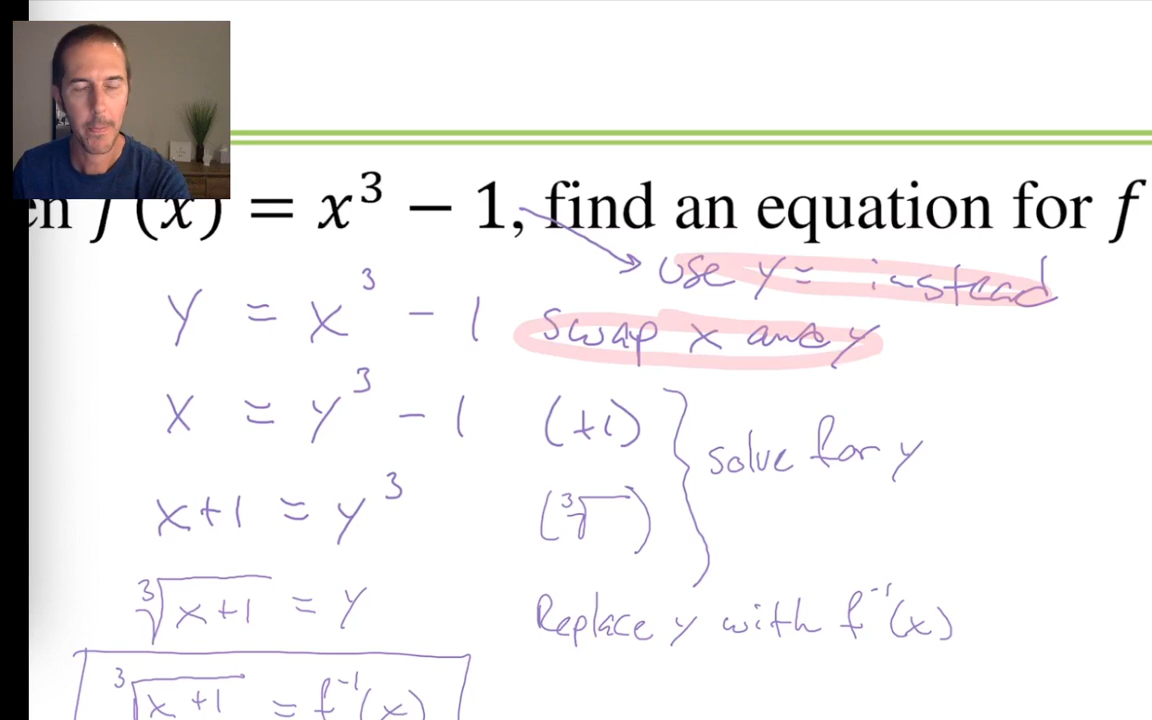 en f(x) = x³ − 1, find an equation for f
use y = instead
y = x³ - 1 swap x and y
x = y³ - 1 (+1)
solve for y
x+1 = y³ (∛)
∛(x+1) = y Replace y with f⁻¹(x)
∛(x+1) = f⁻¹(x)